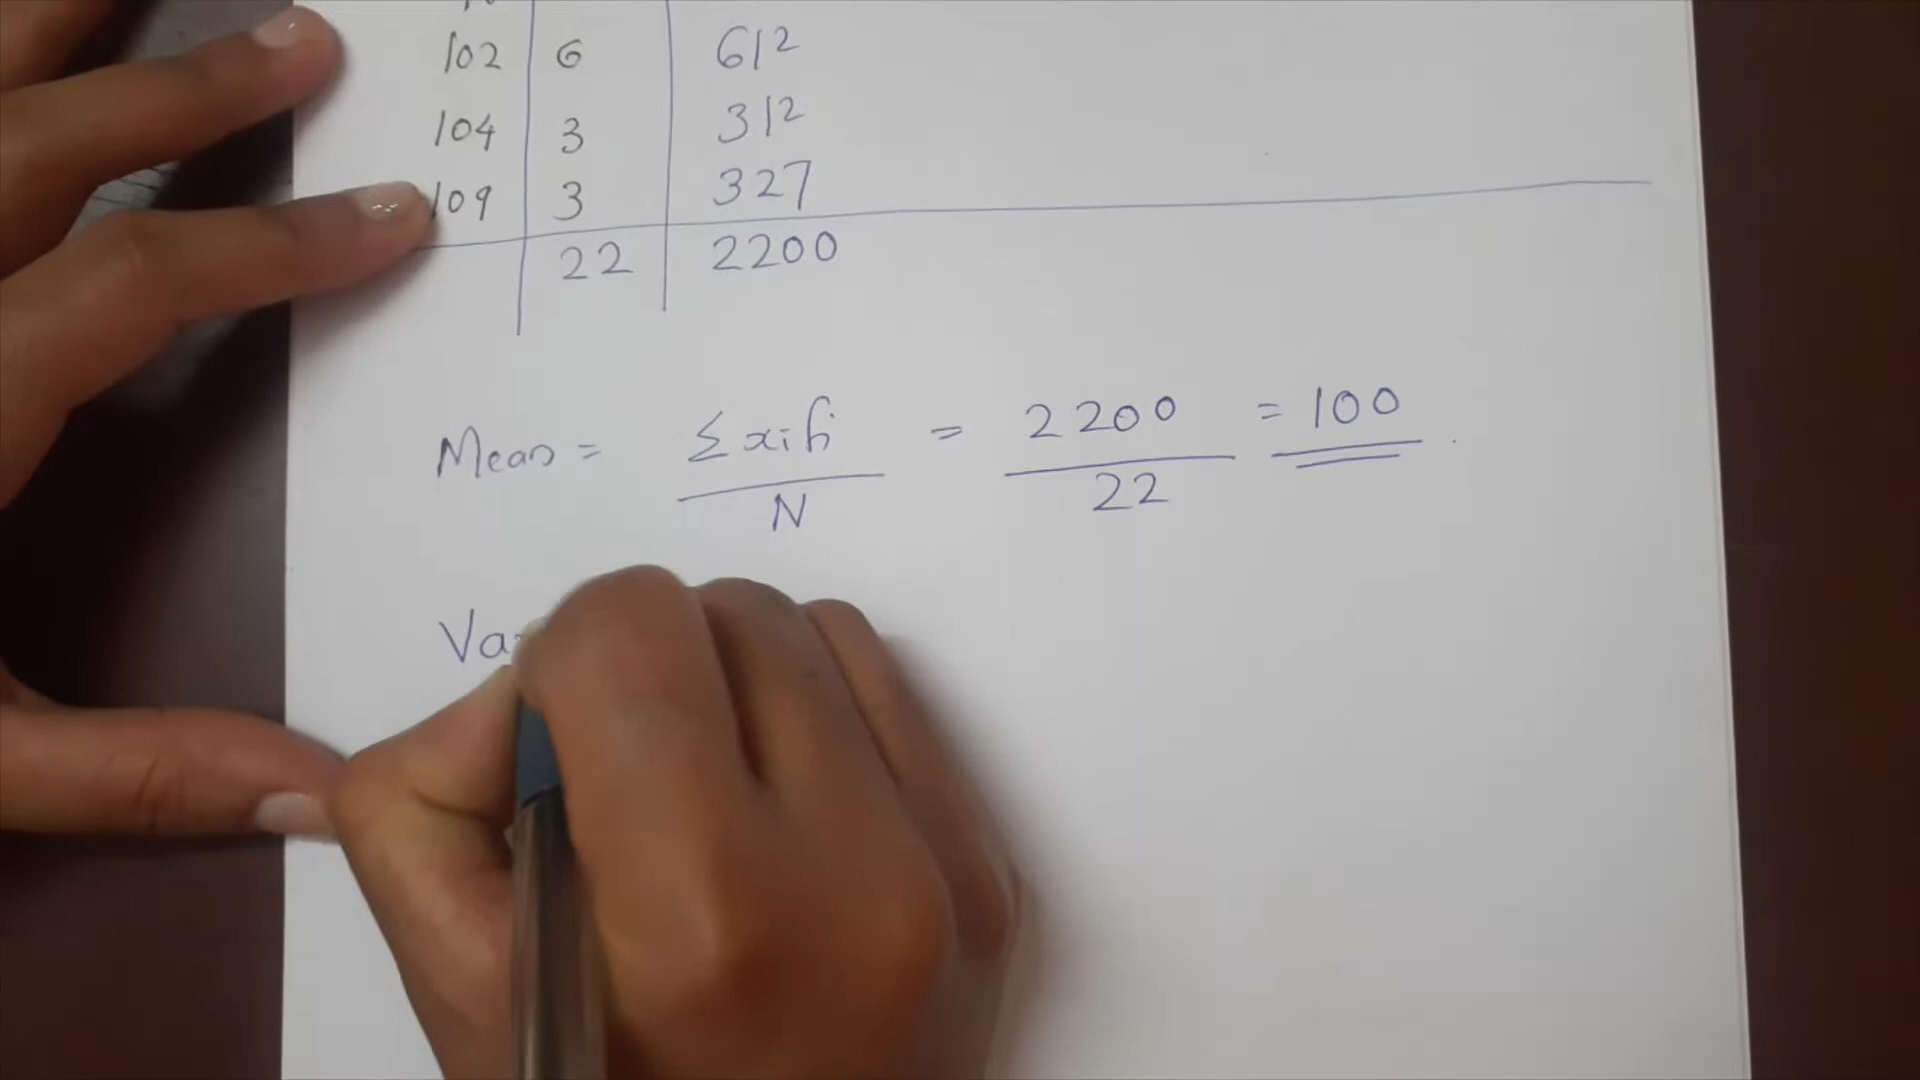 102 6 612
104 3 312
109 3 327
22 2200
Mean = Σxifi / N = 2200 / 22 = 100
Va